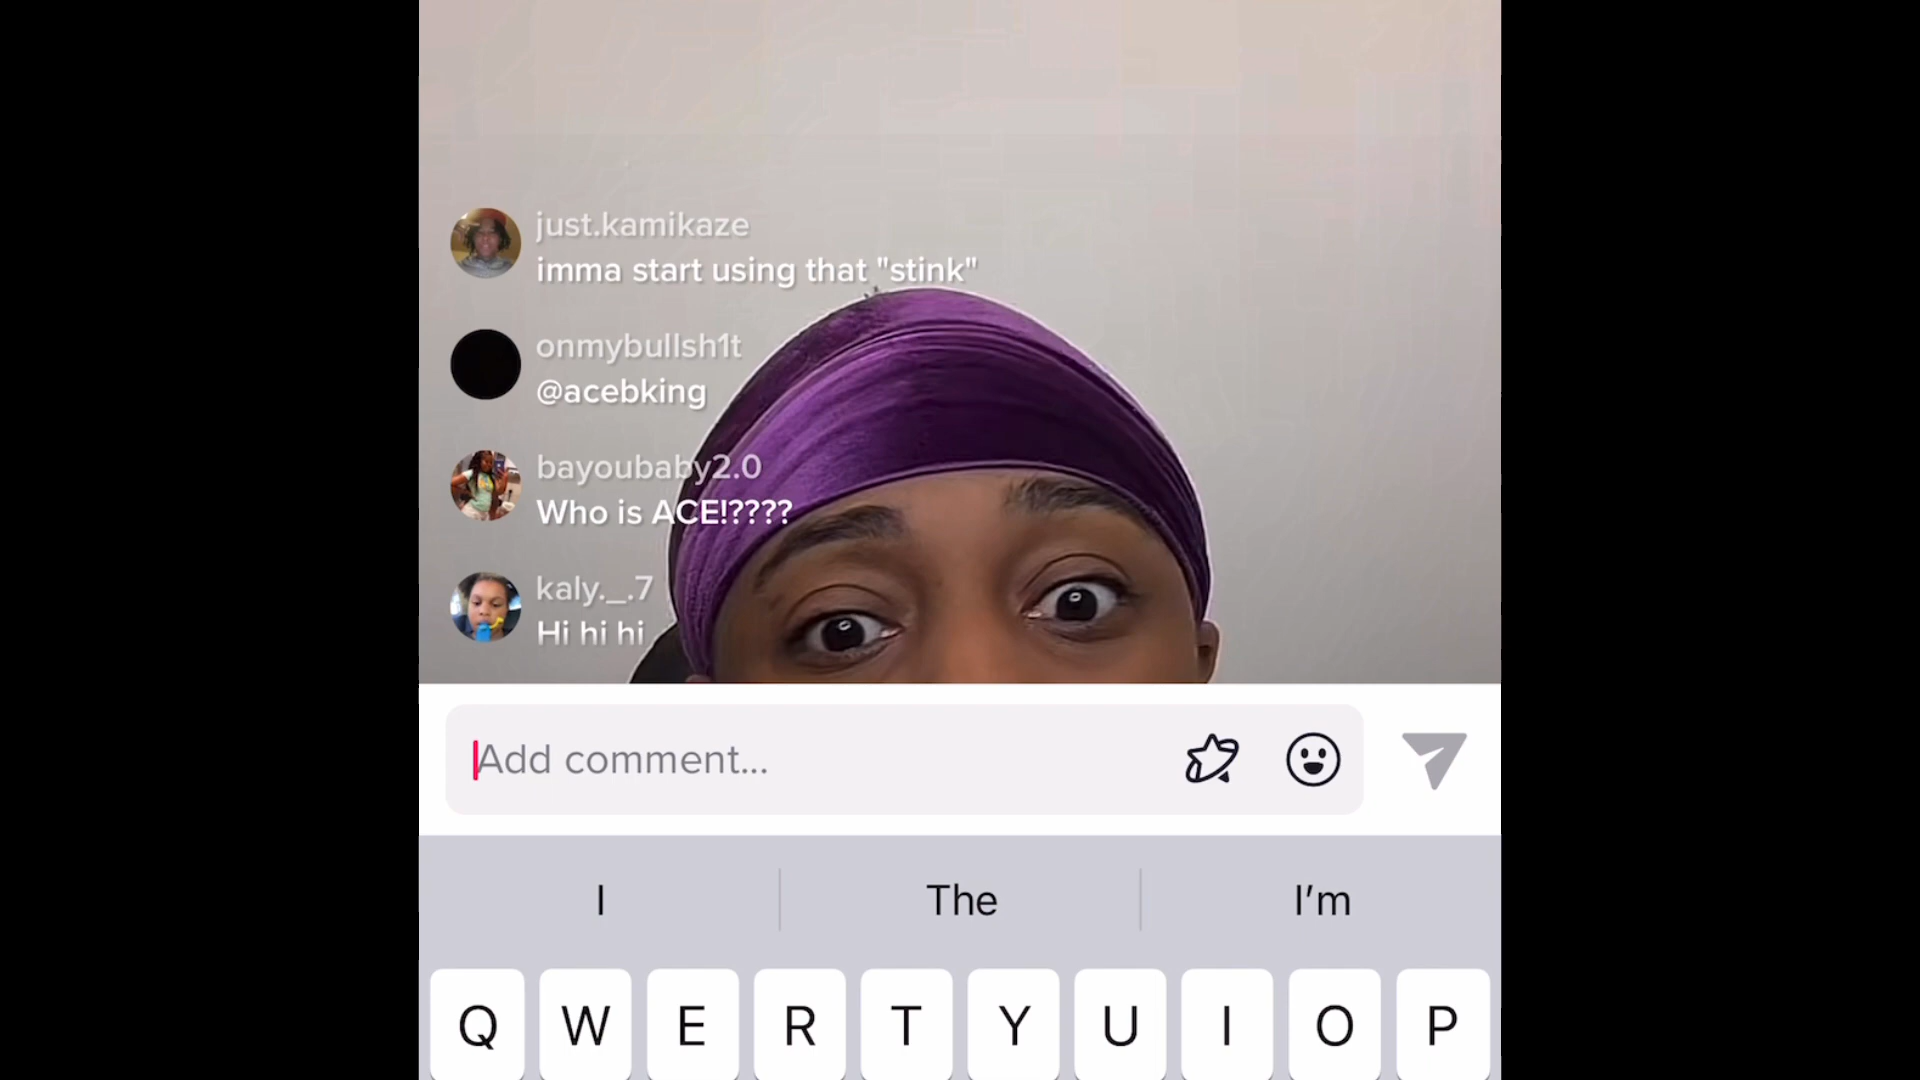 just.kamikaze
imma start using that "stink"
onmybullsh1t
@acebking
bayoubaby2.0
Who is ACE!????
kaly._.7
Hi hi hi
Add comment...
I The I'm
Q W E R T Y U I O P